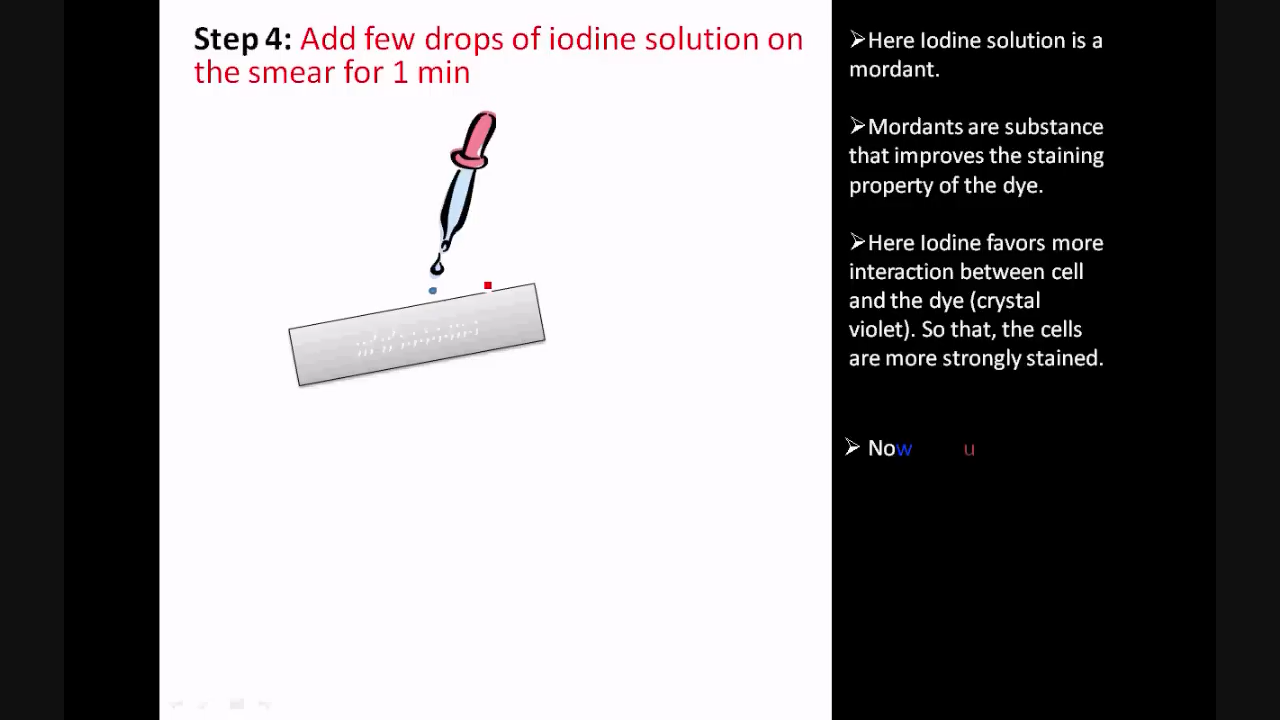 Step 4: Add few drops of iodine solution on
the smear for 1 min
➢Here Iodine solution is a
mordant.
➢Mordants are substance
that improves the staining
property of the dye.
➢Here Iodine favors more
interaction between cell
and the dye (crystal
violet). So that, the cells
are more strongly stained.
➢ Now u